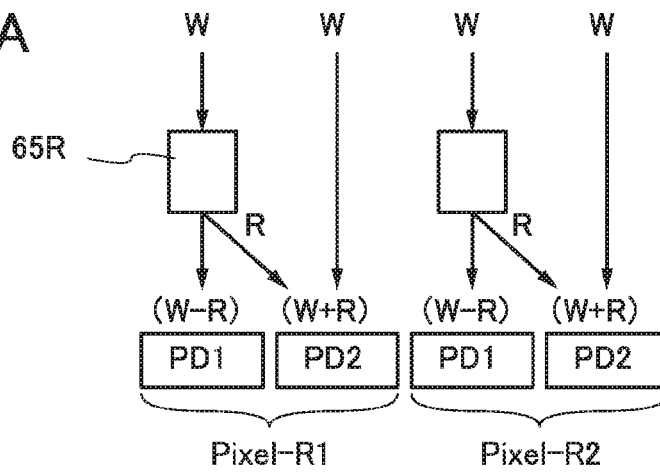 A
W W W W
65R
R R
(W−R) (W+R) (W−R) (W+R)
PD1 PD2 PD1 PD2
Pixel-R1 Pixel-R2